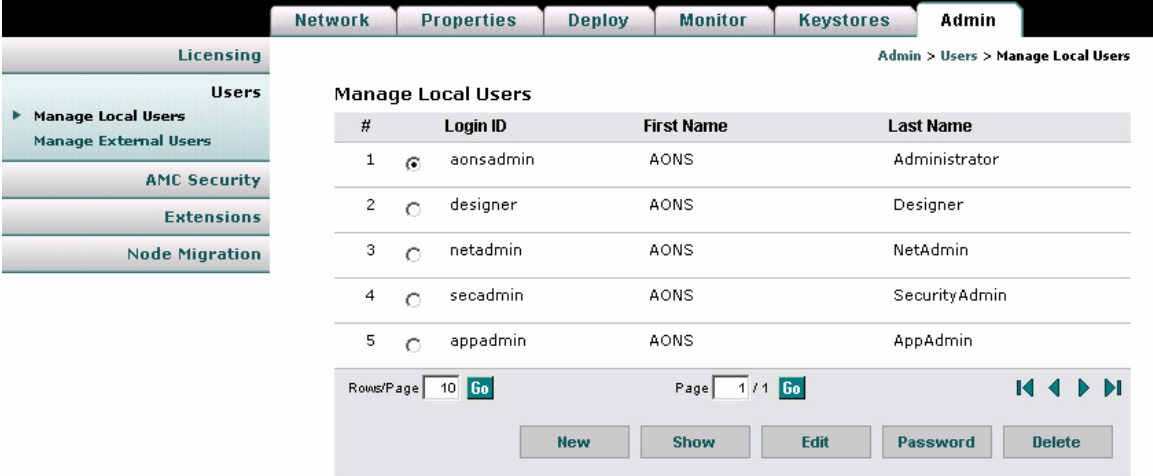 Network Properties Deploy Monitor Keystores Admin
Admin > Users > Manage Local Users
Licensing
Users
Manage Local Users
Manage External Users
AMC Security
Extensions
Node Migration
Manage Local Users
# Login ID First Name Last Name
1 aonsadmin AONS Administrator
2 designer AONS Designer
3 netadmin AONS NetAdmin
4 secadmin AONS SecurityAdmin
5 appadmin AONS AppAdmin
Rows/Page 10 Go Page 1 / 1 Go
New Show Edit Password Delete